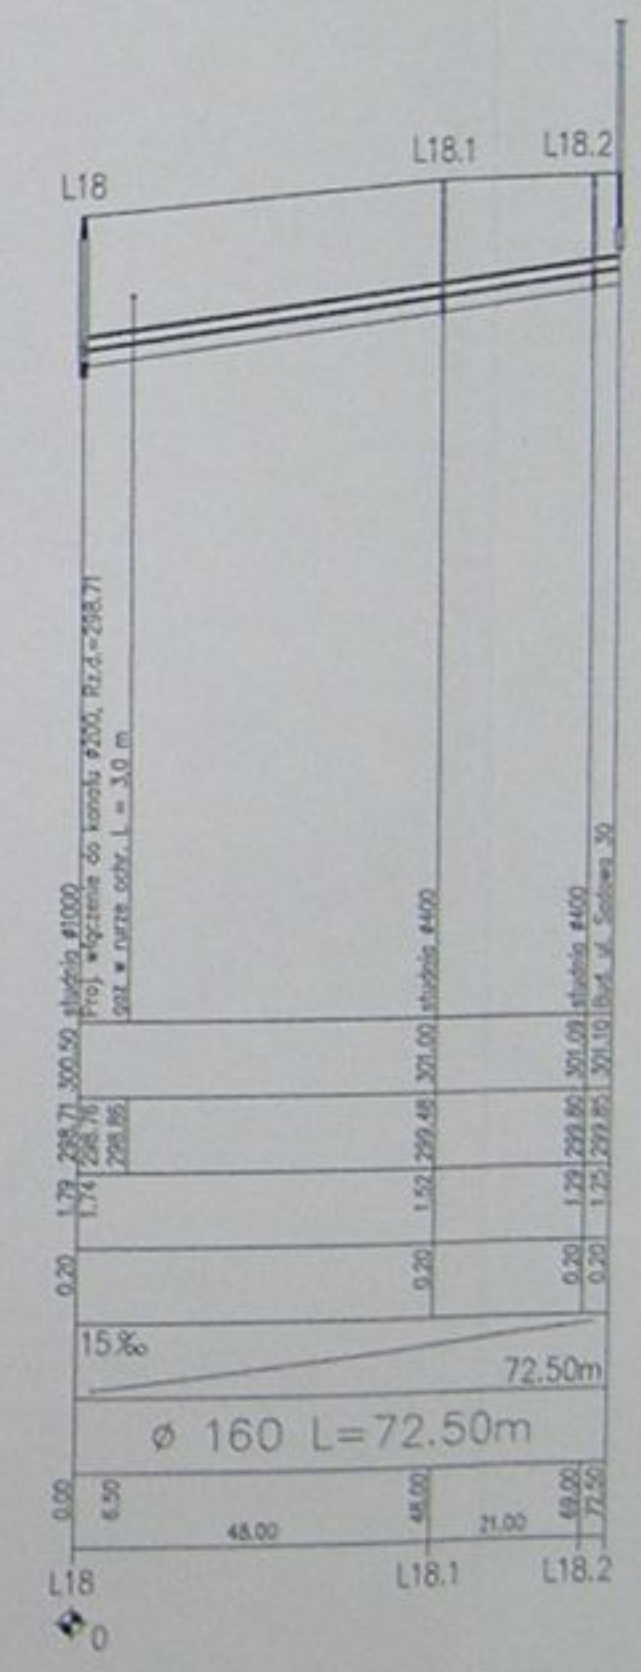 L18
L18.1
L18.2
studnia ø1000
Proj. włączenie do kanału ø200, Rz.d.=298.71
gaz w rurze ochr. L = 3.0 m
studnia ø400
studnia ø400
Bud. ul. Sadowa 30
300.50
301.00
301.09
301.10
298.71
298.76
298.86
299.48
299.80
299.85
1.79
1.74
1.52
1.29
1.25
0.20
0.20
0.20
0.20
15‰
72.50m
ø 160 L=72.50m
0.00
6.50
48.00
69.00
72.50
48.00
21.00
L18
L18.1
L18.2
0